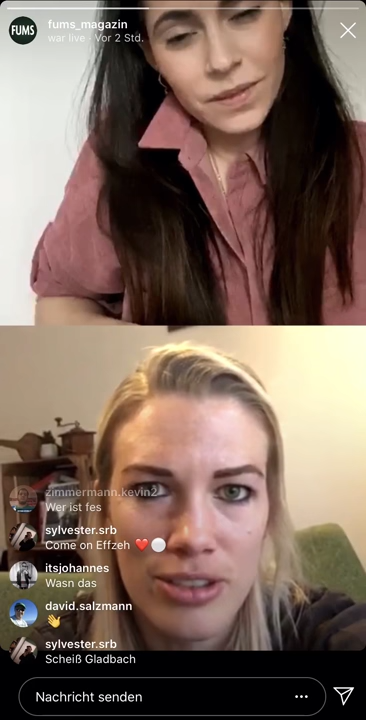 FUMS
fums_magazin
war live · Vor 2 Std.
zimmermann.kevin2
Wer ist fes
sylvester.srb
Come on Effzeh ❤️⚪
itsjohannes
Wasn das
david.salzmann
👋
sylvester.srb
Scheiß Gladbach
Nachricht senden